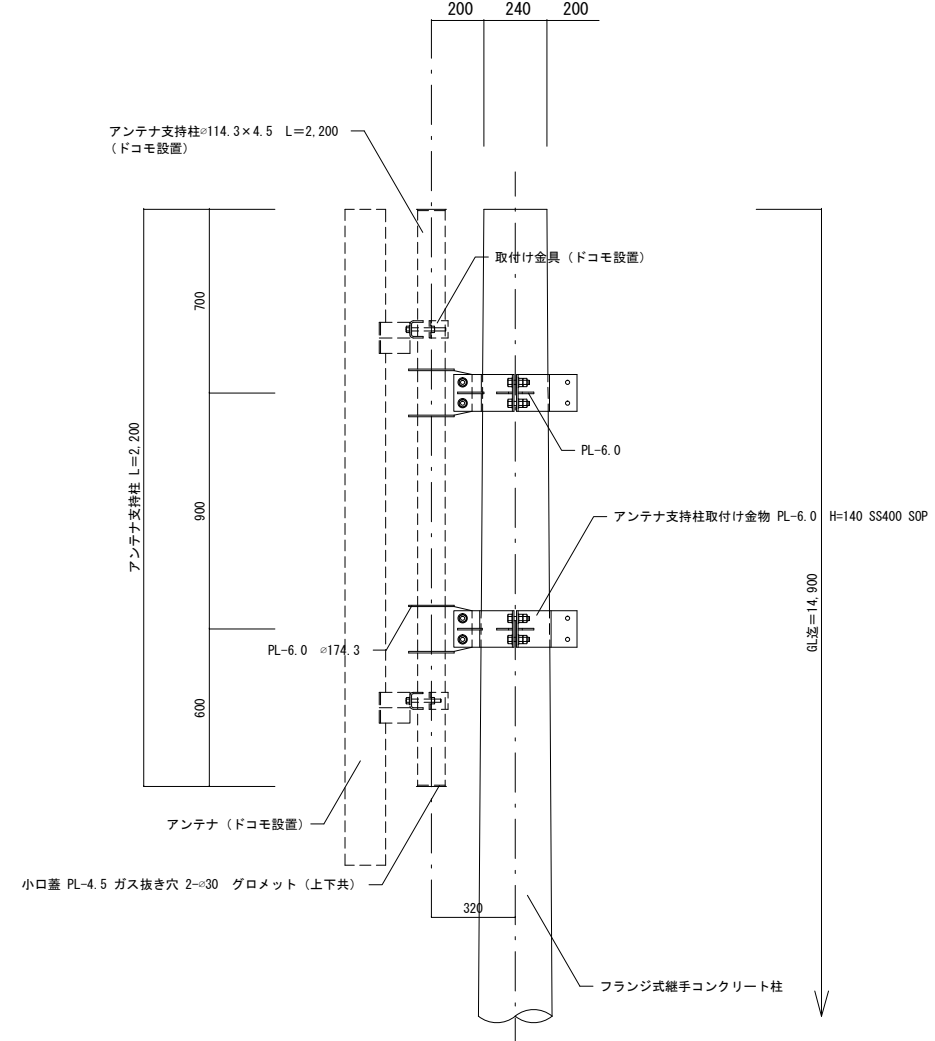 200 240 200
アンテナ支持柱⌀114.3×4.5 L=2,200
(ドコモ設置)
取付け金具(ドコモ設置)
700
PL-6.0
アンテナ支持柱 L=2,200
900
アンテナ支持柱取付け金物 PL-6.0 H=140 SS400 SOP
GL迄=14,900
PL-6.0 ⌀174.3
600
アンテナ(ドコモ設置)
小口蓋 PL-4.5 ガス抜き穴 2-⌀30 グロメット(上下共)
320
フランジ式継手コンクリート柱